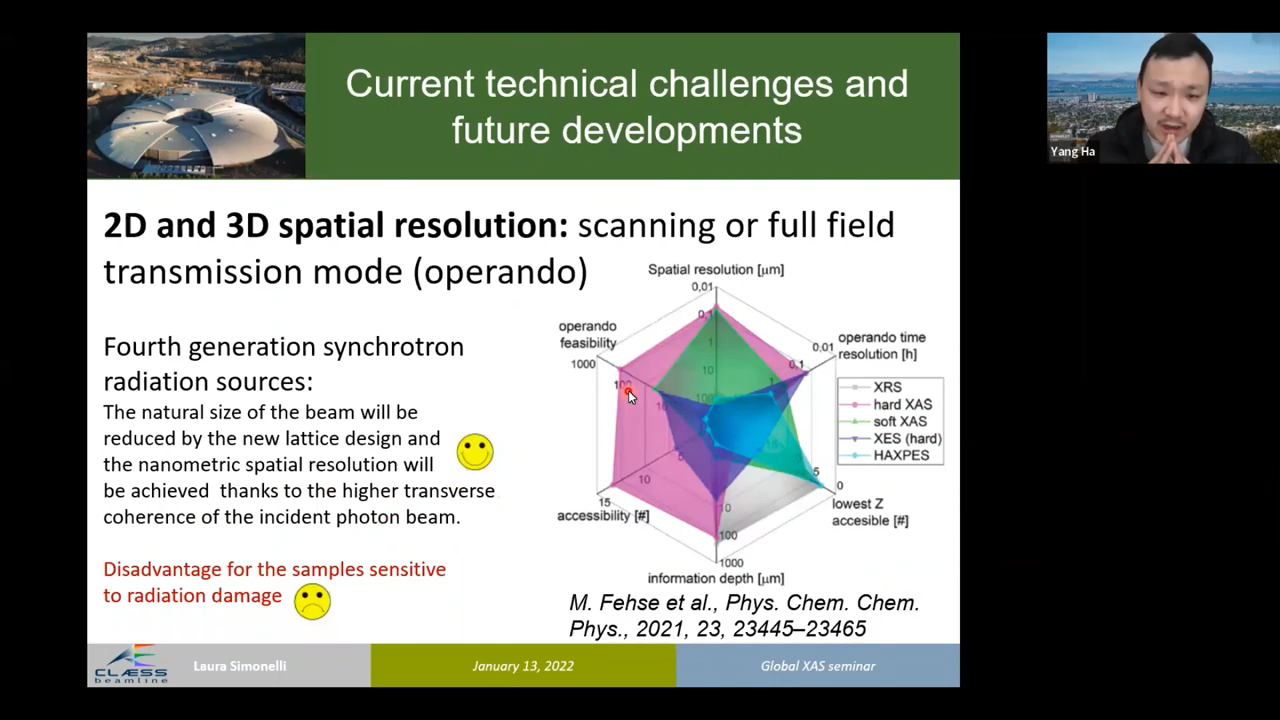 Current technical challenges and
future developments
Yang Ha
2D and 3D spatial resolution: scanning or full field
transmission mode (operando)
Fourth generation synchrotron
radiation sources:
The natural size of the beam will be
reduced by the new lattice design and
the nanometric spatial resolution will
be achieved thanks to the higher transverse
coherence of the incident photon beam.
Disadvantage for the samples sensitive
to radiation damage
Spatial resolution [µm]
0,01
0,1
1
10
100
operando
feasibility
1000
100
10
operando time
resolution [h]
0,01
0,1
1
XRS
hard XAS
soft XAS
XES (hard)
HAXPES
5
0
lowest Z
accesible [#]
15
10
5
accessibility [#]
10
100
1000
information depth [µm]
M. Fehse et al., Phys. Chem. Chem.
Phys., 2021, 23, 23445–23465
CLÆSS
beamline
Laura Simonelli
January 13, 2022
Global XAS seminar